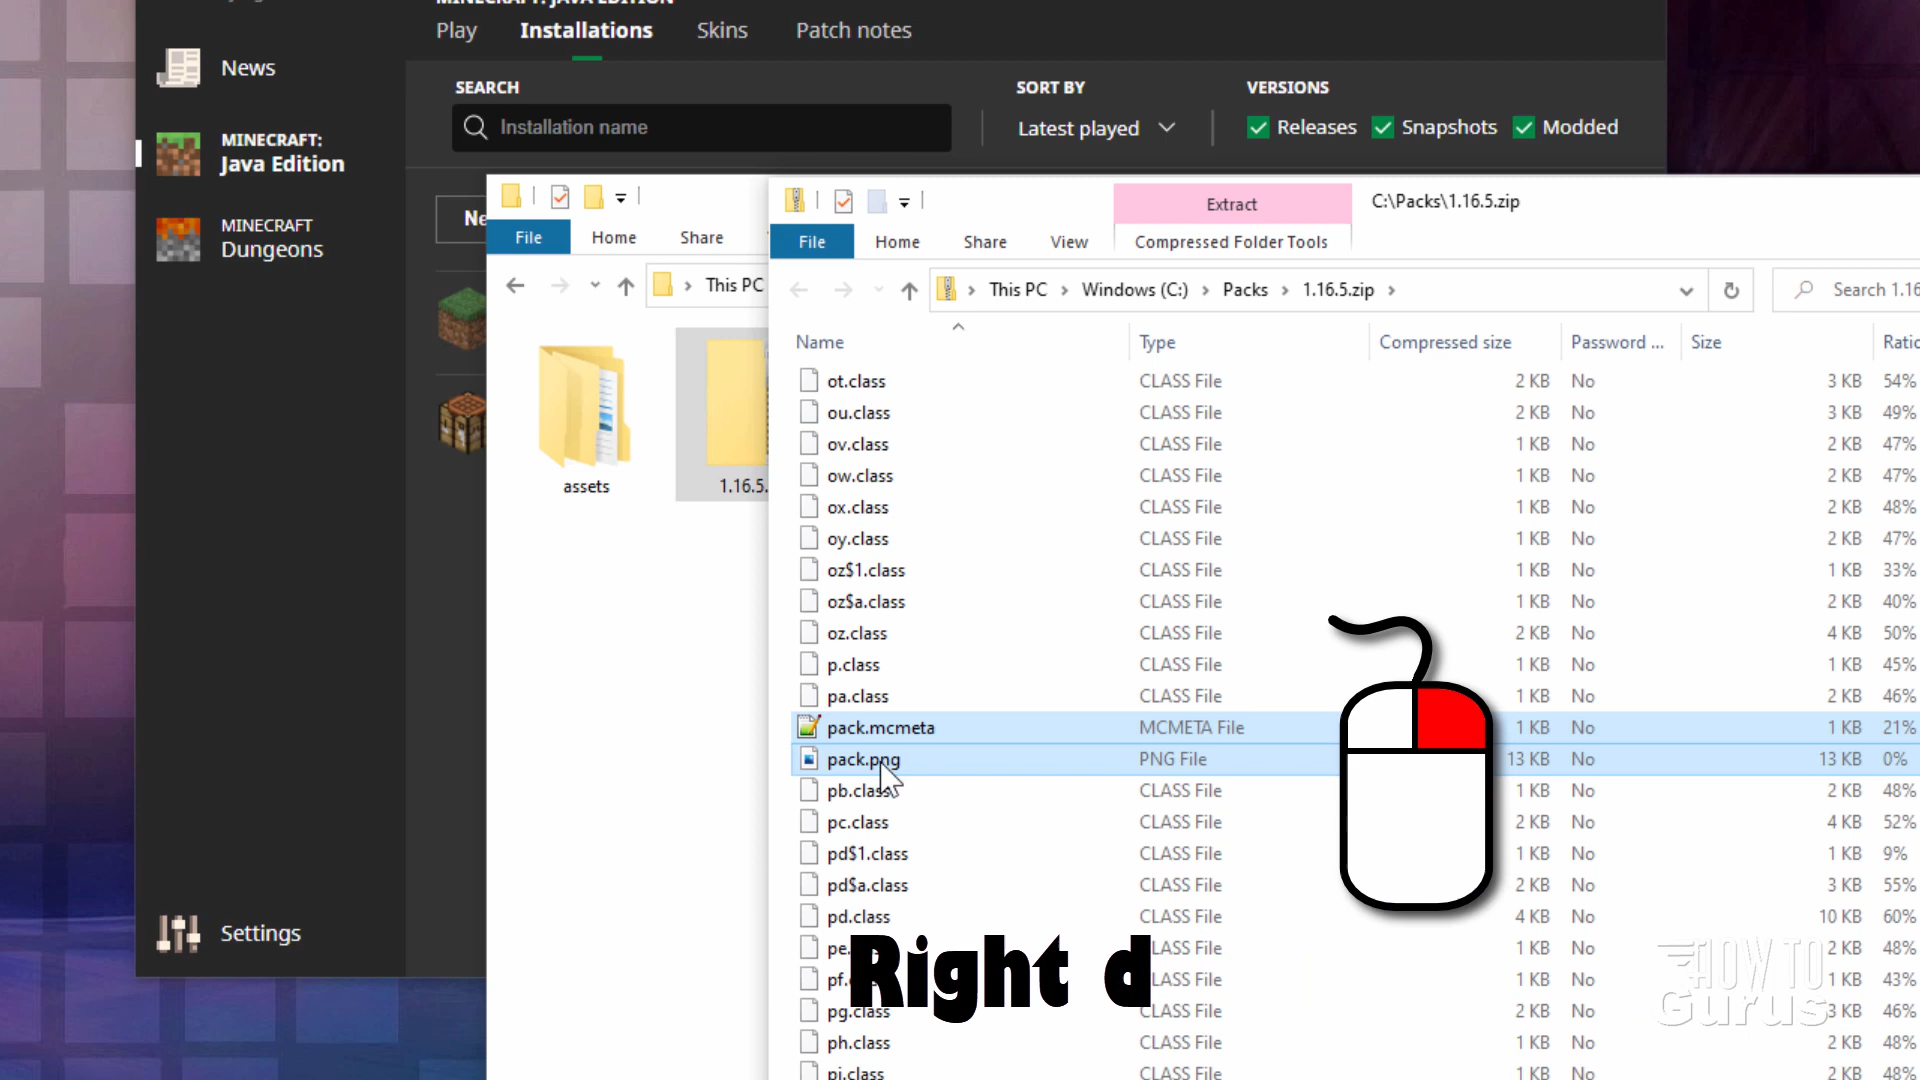 MINECRAFT: JAVA EDITION
Play Installations Skins Patch notes
News
SEARCH SORT BY VERSIONS
Installation name Latest played Releases Snapshots Modded
MINECRAFT:
Java Edition
MINECRAFT
Dungeons
Settings
Ne
File Home Share
This PC
assets
1.16.5.
Extract C:\Packs\1.16.5.zip
File Home Share View Compressed Folder Tools
This PC Windows (C:) Packs 1.16.5.zip Search 1.16
Name Type Compressed size Password ... Size Ratio
ot.class CLASS File 2 KB No 3 KB 54%
ou.class CLASS File 2 KB No 3 KB 49%
ov.class CLASS File 1 KB No 2 KB 47%
ow.class CLASS File 1 KB No 2 KB 47%
ox.class CLASS File 1 KB No 2 KB 48%
oy.class CLASS File 1 KB No 2 KB 47%
oz$1.class CLASS File 1 KB No 1 KB 33%
oz$a.class CLASS File 1 KB No 2 KB 40%
oz.class CLASS File 2 KB No 4 KB 50%
p.class CLASS File 1 KB No 1 KB 45%
pa.class CLASS File 1 KB No 2 KB 46%
pack.mcmeta MCMETA File 1 KB No 1 KB 21%
pack.png PNG File 13 KB No 13 KB 0%
pb.class CLASS File 1 KB No 2 KB 48%
pc.class CLASS File 2 KB No 4 KB 52%
pd$1.class CLASS File 1 KB No 1 KB 9%
pd$a.class CLASS File 2 KB No 3 KB 55%
pd.class CLASS File 4 KB No 10 KB 60%
pe. CLASS File 1 KB No 2 KB 48%
pf. CLASS File 1 KB No 1 KB 43%
pg.class CLASS File 2 KB No 3 KB 46%
ph.class CLASS File 1 KB No 2 KB 48%
pi.class CLASS File 1 KB No 2 KB 48%
Right d
HOW TO
Gurus